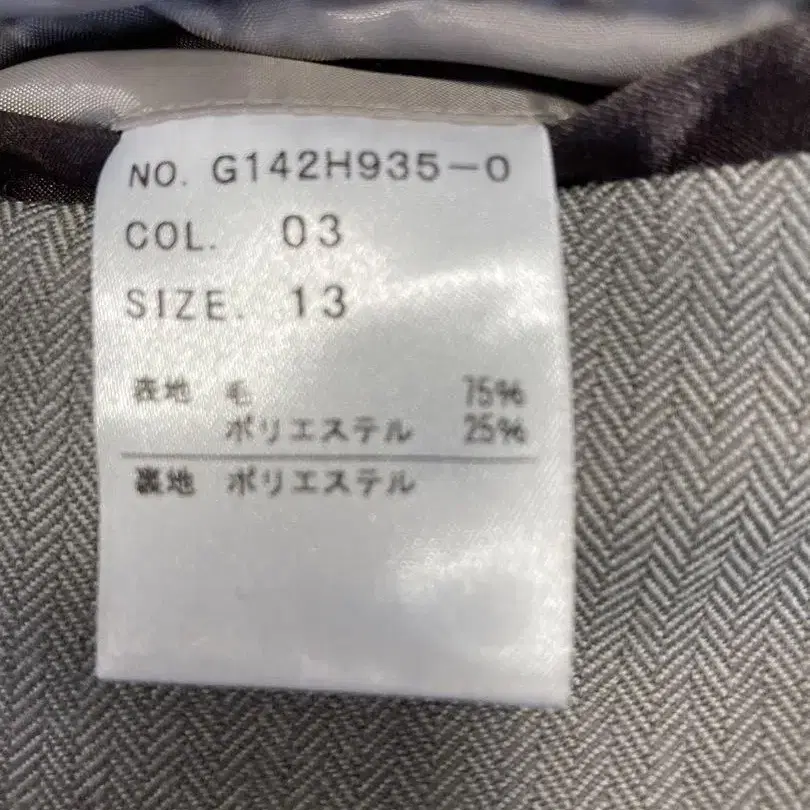 NO. G142H935-0
COL. 03
SIZE. 13
表地 毛 75%
ポリエステル 25%
裏地 ポリエステル